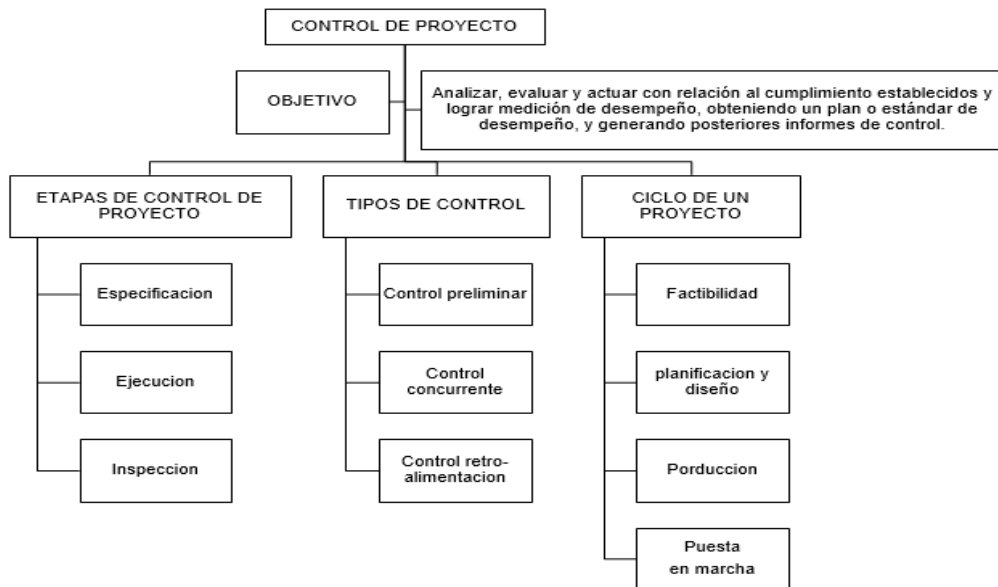 CONTROL DE PROYECTO
OBJETIVO
Analizar, evaluar y actuar con relación al cumplimiento establecidos y
lograr medición de desempeño, obteniendo un plan o estándar de
desempeño, y generando posteriores informes de control.
ETAPAS DE CONTROL DE
PROYECTO
Especificacion
Ejecucion
Inspeccion
TIPOS DE CONTROL
Control preliminar
Control
concurrente
Control retro-
alimentacion
CICLO DE UN
PROYECTO
Factibilidad
planificacion y
diseño
Porduccion
Puesta
en marcha